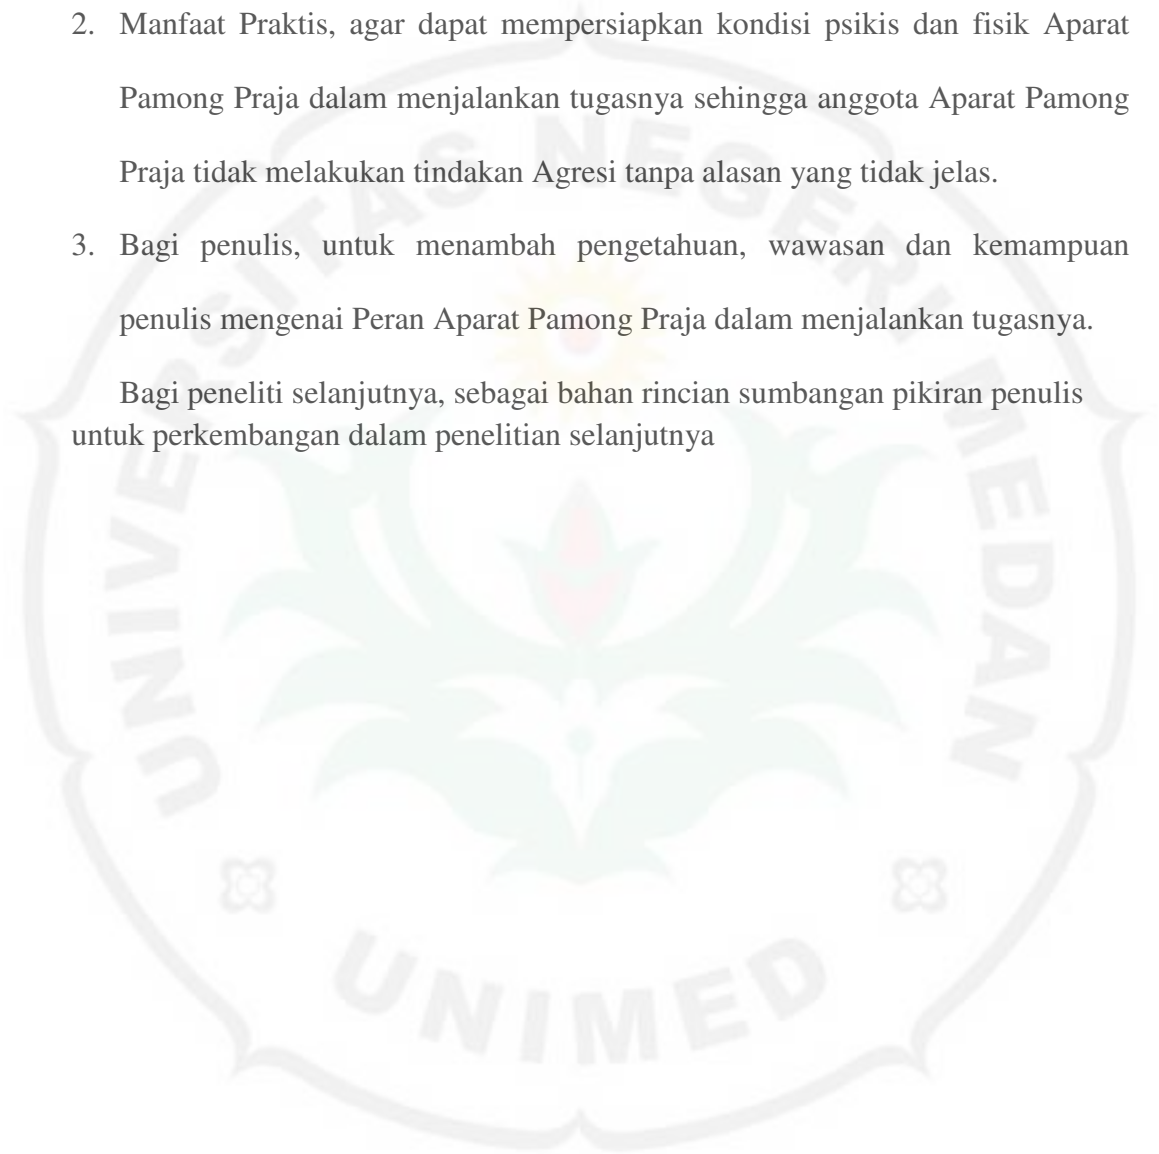 2. Manfaat Praktis, agar dapat mempersiapkan kondisi psikis dan fisik Aparat
Pamong Praja dalam menjalankan tugasnya sehingga anggota Aparat Pamong
Praja tidak melakukan tindakan Agresi tanpa alasan yang tidak jelas.
3. Bagi penulis, untuk menambah pengetahuan, wawasan dan kemampuan
penulis mengenai Peran Aparat Pamong Praja dalam menjalankan tugasnya.
Bagi peneliti selanjutnya, sebagai bahan rincian sumbangan pikiran penulis
untuk perkembangan dalam penelitian selanjutnya
UNIVERSITAS NEGERI MEDAN
UNIMED